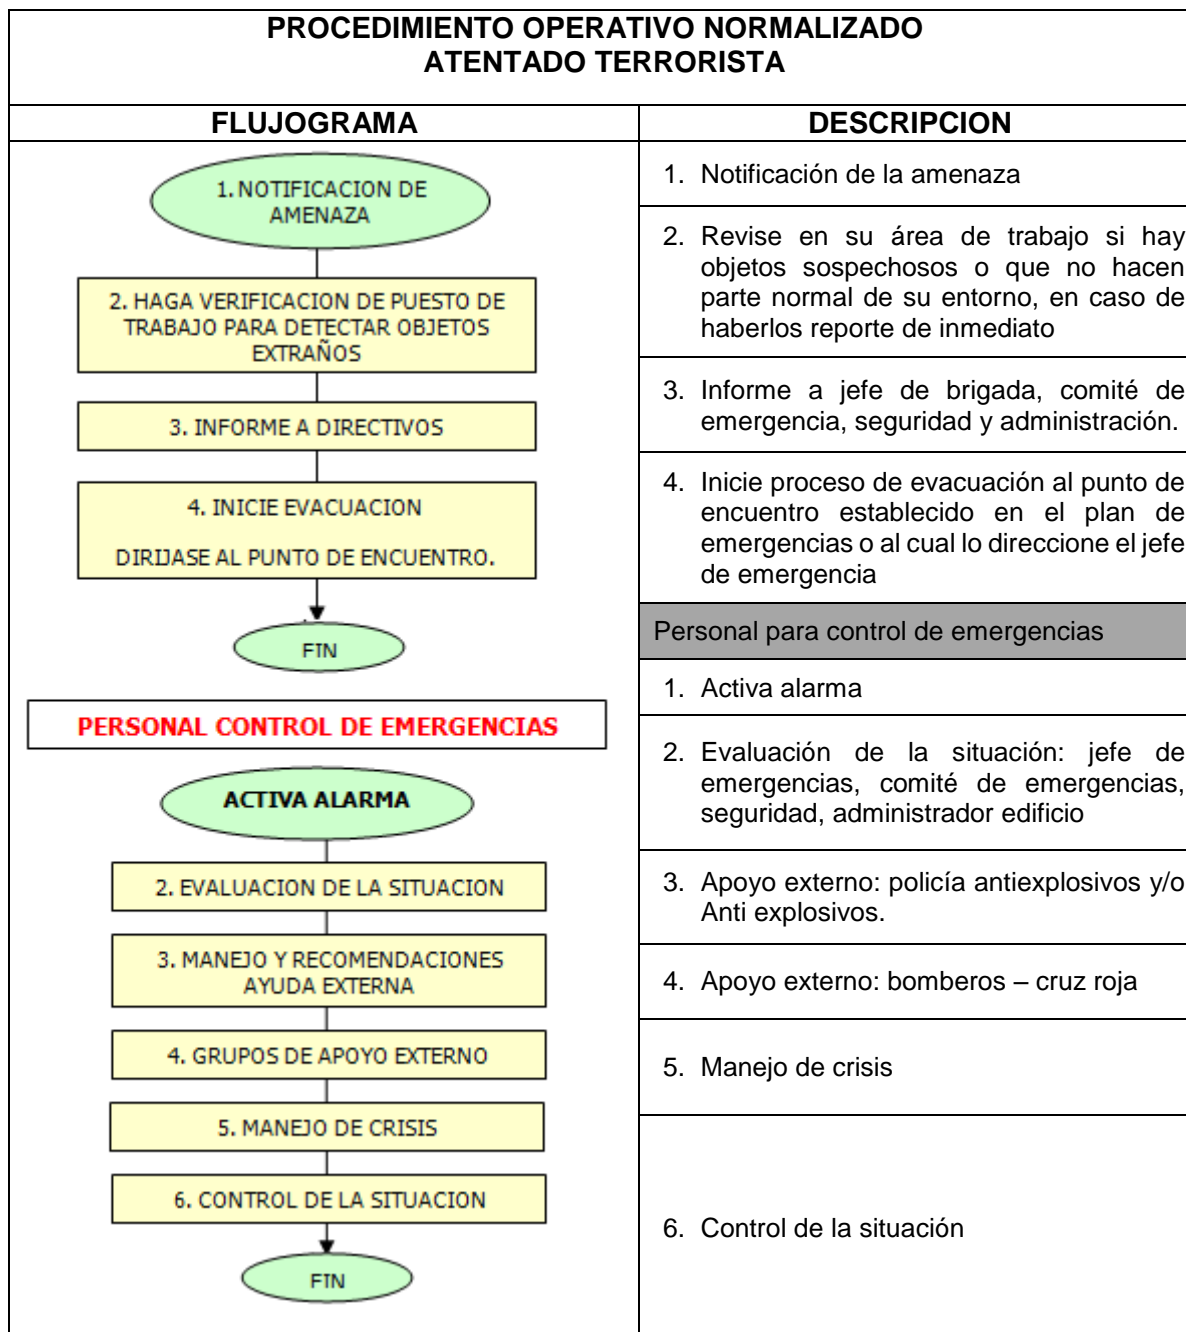 PROCEDIMIENTO OPERATIVO NORMALIZADO
ATENTADO TERRORISTA
FLUJOGRAMA
1. NOTIFICACION DE
AMENAZA
2. HAGA VERIFICACION DE PUESTO DE
TRABAJO PARA DETECTAR OBJETOS
EXTRAÑOS
3. INFORME A DIRECTIVOS
4. INICIE EVACUACION
DIRIJASE AL PUNTO DE ENCUENTRO.
FIN
PERSONAL CONTROL DE EMERGENCIAS
ACTIVA ALARMA
2. EVALUACION DE LA SITUACION
3. MANEJO Y RECOMENDACIONES
AYUDA EXTERNA
4. GRUPOS DE APOYO EXTERNO
5. MANEJO DE CRISIS
6. CONTROL DE LA SITUACION
FIN
DESCRIPCION
1. Notificación de la amenaza
2. Revise en su área de trabajo si hay
objetos sospechosos o que no hacen
parte normal de su entorno, en caso de
haberlos reporte de inmediato
3. Informe a jefe de brigada, comité de
emergencia, seguridad y administración.
4. Inicie proceso de evacuación al punto de
encuentro establecido en el plan de
emergencias o al cual lo direccione el jefe
de emergencia
Personal para control de emergencias
1. Activa alarma
2. Evaluación de la situación: jefe de
emergencias, comité de emergencias,
seguridad, administrador edificio
3. Apoyo externo: policía antiexplosivos y/o
Anti explosivos.
4. Apoyo externo: bomberos – cruz roja
5. Manejo de crisis
6. Control de la situación